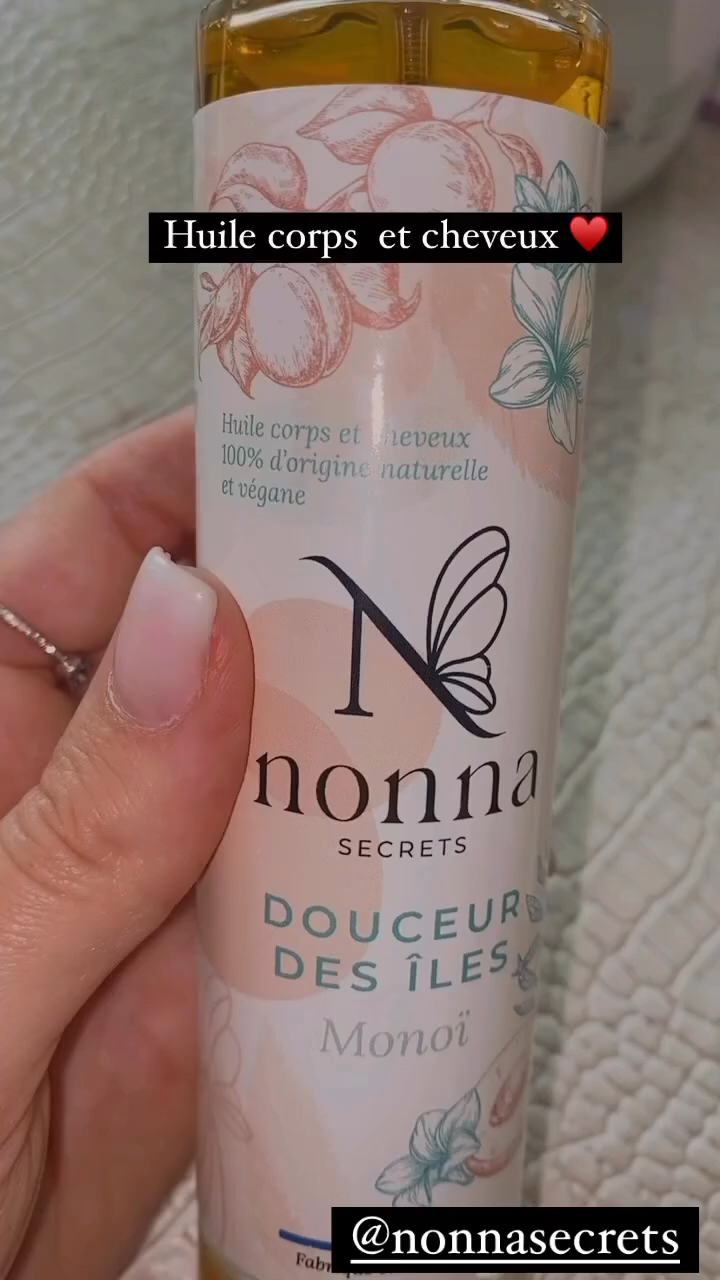 Huile corps et cheveux ❤️
Huile corps et cheveux
100% d'origine naturelle
et végane
N
nonna
SECRETS
DOUCEUR
DES ÎLES
Monoï
@nonnasecrets